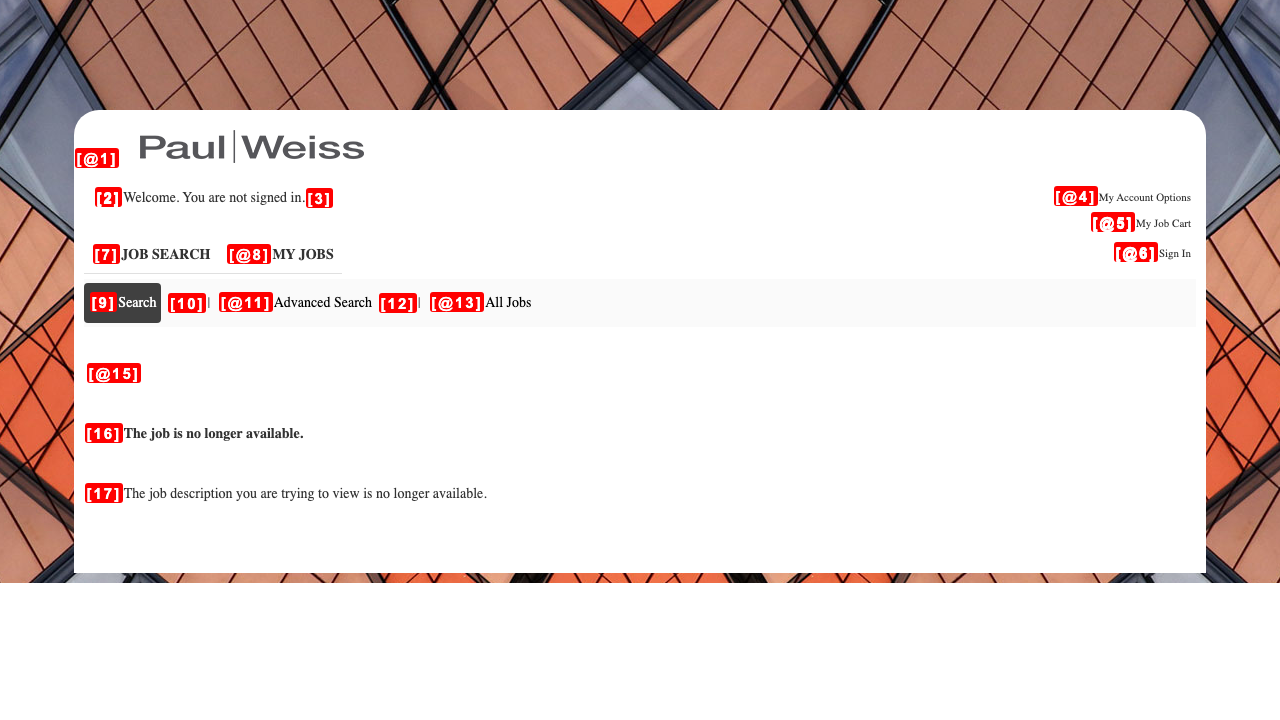 Paul|Weiss
[@1]
[2] Welcome. You are not signed in. [3]
[@4] My Account Options
[@5] My Job Cart
[@6] Sign In
[7] JOB SEARCH [@8] MY JOBS
[9] Search [10] | [@11] Advanced Search [12] | [@13] All Jobs
[@15]
[16] The job is no longer available.
[17] The job description you are trying to view is no longer available.